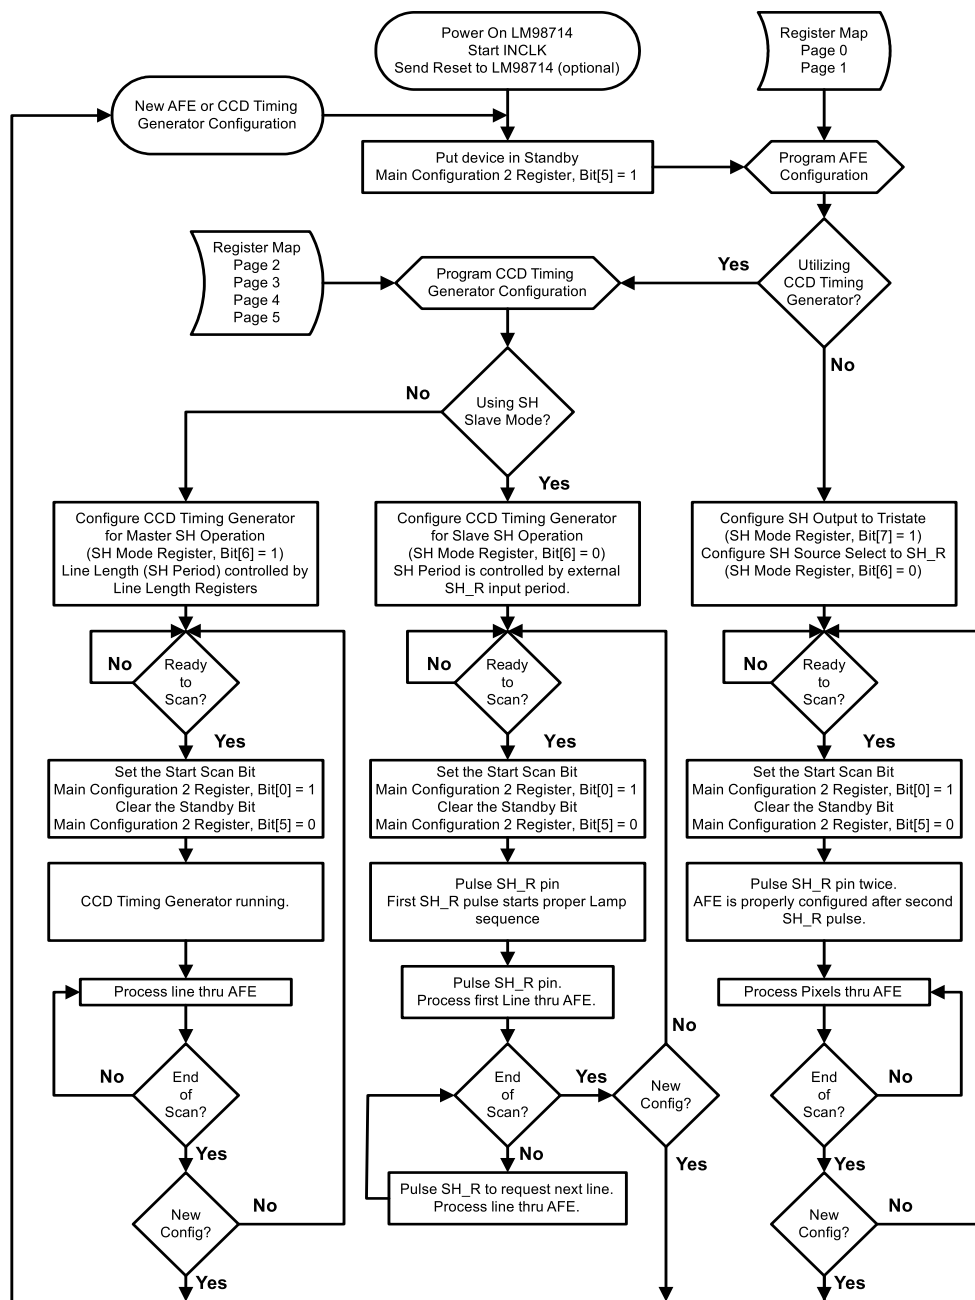 Power On LM98714
Start INCLK
Send Reset to LM98714 (optional)
Register Map
Page 0
Page 1
New AFE or CCD Timing
Generator Configuration
Put device in Standby
Main Configuration 2 Register, Bit[5] = 1
Program AFE
Configuration
Register Map
Page 2
Page 3
Page 4
Page 5
Program CCD Timing
Generator Configuration
Yes
Utilizing
CCD Timing
Generator?
No
No
Using SH
Slave Mode?
Yes
Configure CCD Timing Generator
for Master SH Operation
(SH Mode Register, Bit[6] = 1)
Line Length (SH Period) controlled by
Line Length Registers
Configure CCD Timing Generator
for Slave SH Operation
(SH Mode Register, Bit[6] = 0)
SH Period is controlled by external
SH_R input period.
Configure SH Output to Tristate
(SH Mode Register, Bit[7] = 1)
Configure SH Source Select to SH_R
(SH Mode Register, Bit[6] = 0)
No
Ready
to
Scan?
Yes
No
Ready
to
Scan?
Yes
No
Ready
to
Scan?
Yes
Set the Start Scan Bit
Main Configuration 2 Register, Bit[0] = 1
Clear the Standby Bit
Main Configuration 2 Register, Bit[5] = 0
Set the Start Scan Bit
Main Configuration 2 Register, Bit[0] = 1
Clear the Standby Bit
Main Configuration 2 Register, Bit[5] = 0
Set the Start Scan Bit
Main Configuration 2 Register, Bit[0] = 1
Clear the Standby Bit
Main Configuration 2 Register, Bit[5] = 0
CCD Timing Generator running.
Pulse SH_R pin
First SH_R pulse starts proper Lamp
sequence
Pulse SH_R pin twice.
AFE is properly configured after second
SH_R pulse.
Process line thru AFE
Pulse SH_R pin.
Process first Line thru AFE.
Process Pixels thru AFE
No
End
of
Scan?
Yes
End
of
Scan?
Yes
No
No
New
Config?
Yes
End
of
Scan?
No
Yes
Pulse SH_R to request next line.
Process line thru AFE.
New
Config?
No
Yes
New
Config?
No
Yes